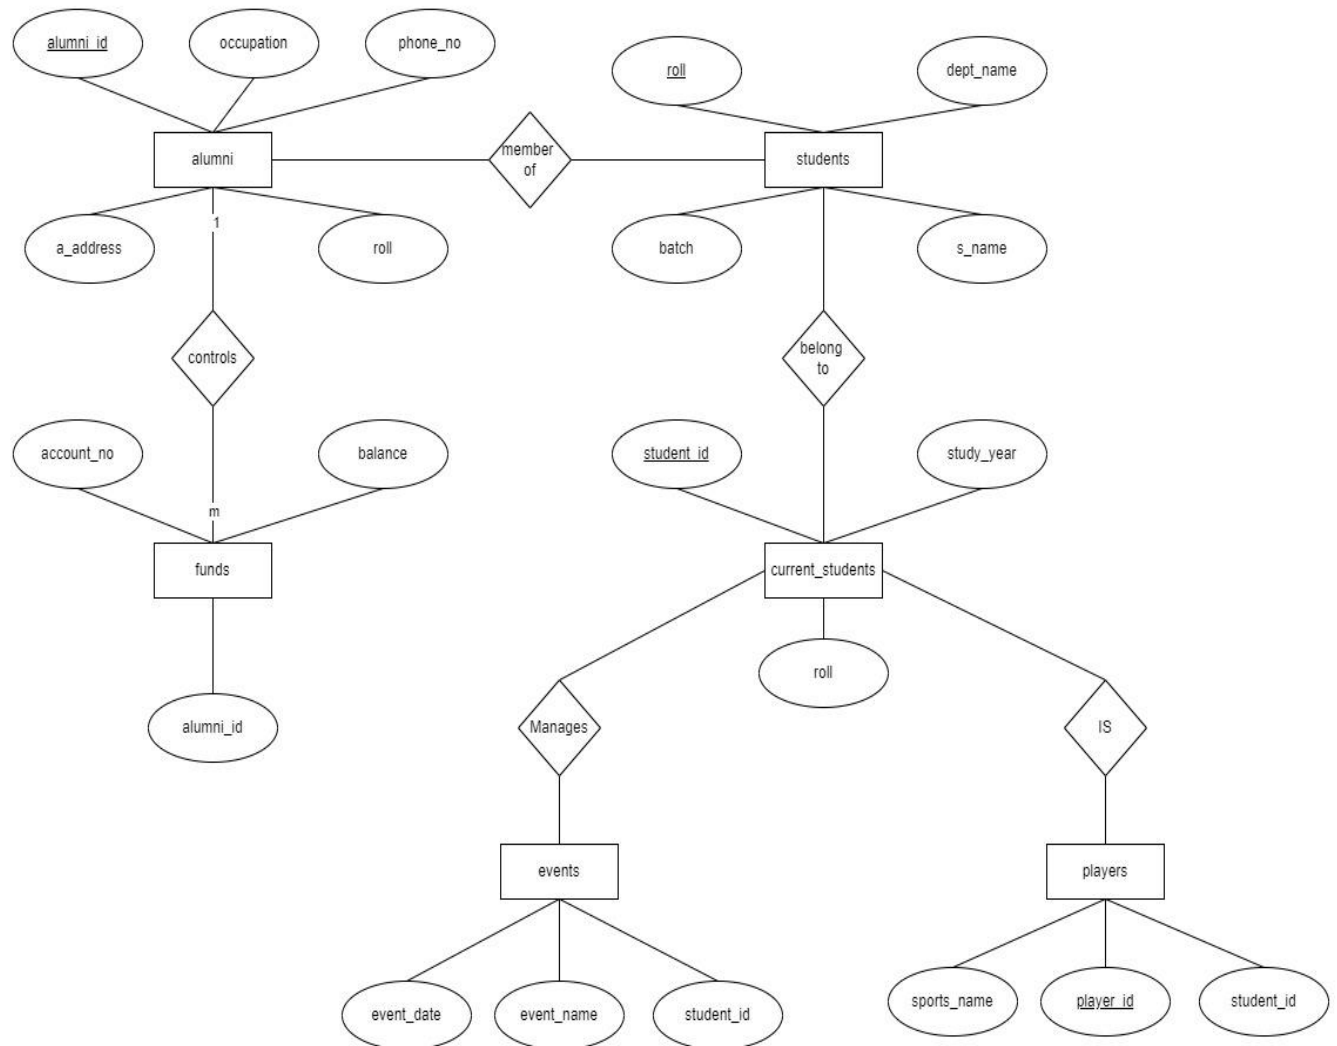 alumni_id
occupation
phone_no
roll
dept_name
alumni
member
of
students
a_address
1
roll
batch
s_name
controls
belong
to
account_no
balance
student_id
study_year
m
funds
current_students
roll
alumni_id
Manages
IS
events
players
event_date
event_name
student_id
sports_name
player_id
student_id